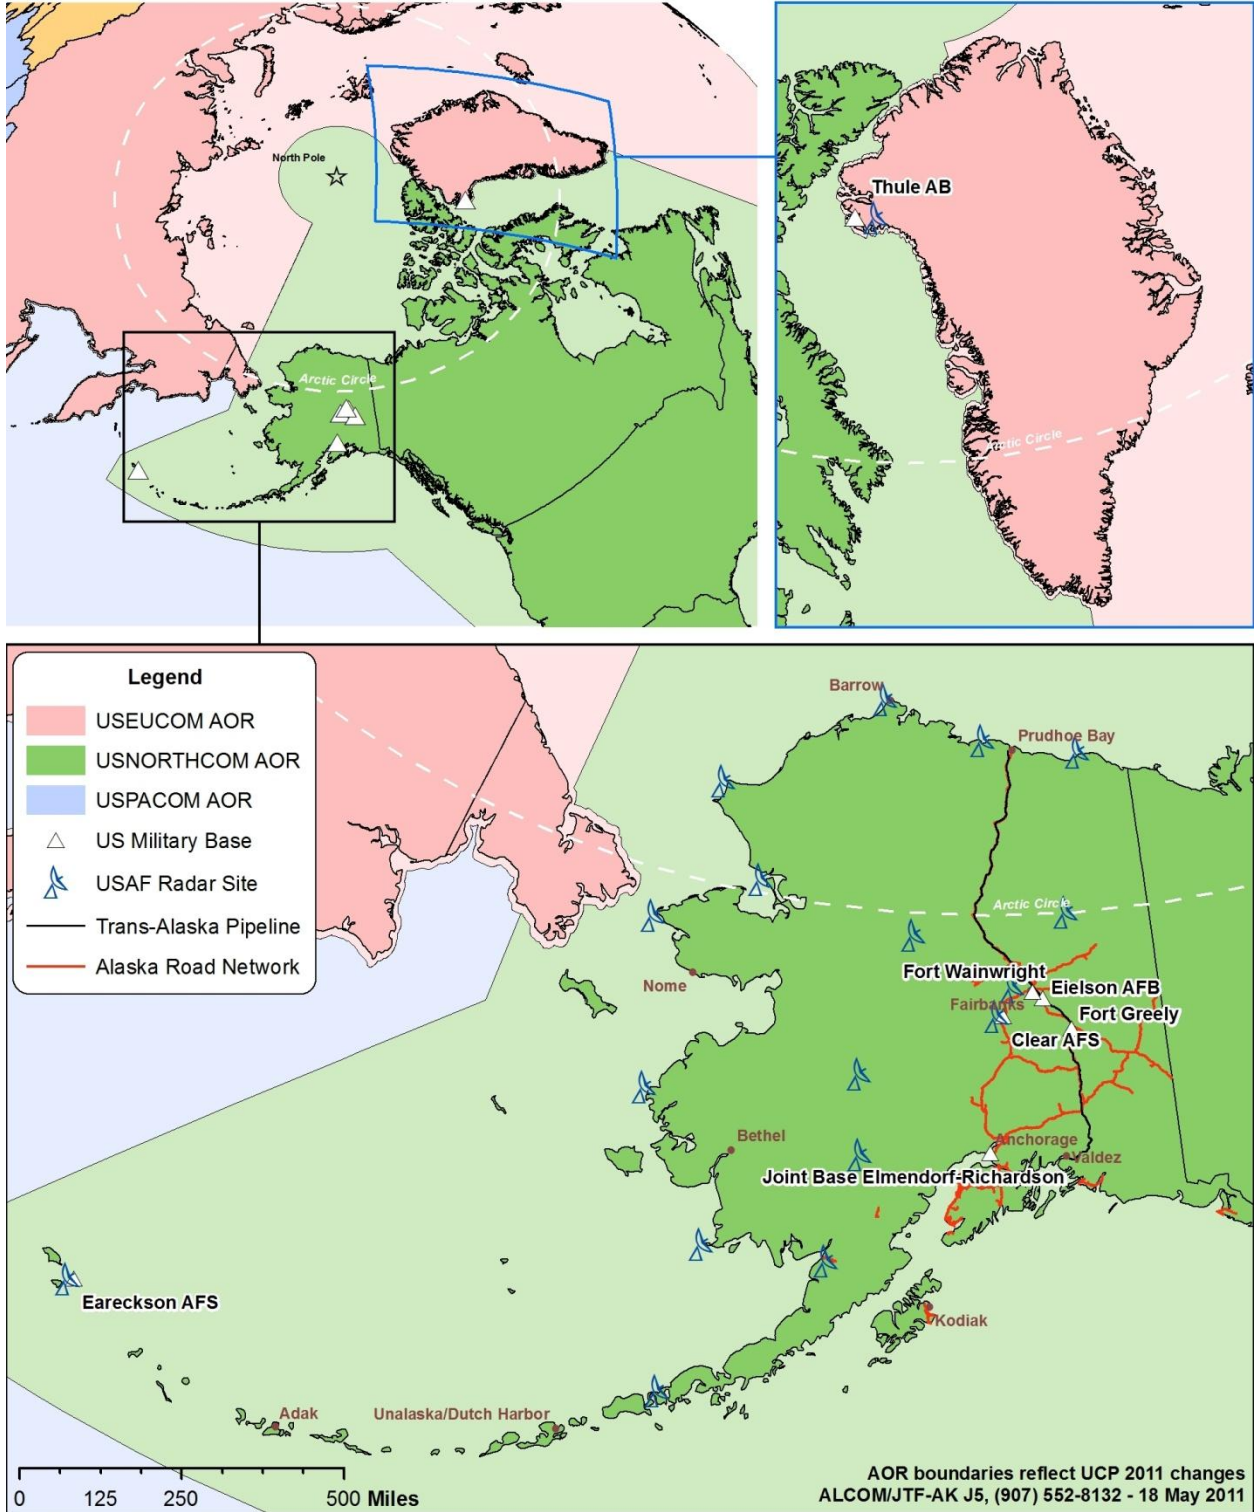 North Pole
Arctic Circle
Thule AB
Arctic Circle
Legend
USEUCOM AOR
USNORTHCOM AOR
USPACOM AOR
US Military Base
USAF Radar Site
Trans-Alaska Pipeline
Alaska Road Network
Barrow
Prudhoe Bay
Arctic Circle
Nome
Fort Wainwright
Eielson AFB
Fairbanks
Fort Greely
Clear AFS
Bethel
Anchorage
Valdez
Joint Base Elmendorf-Richardson
Eareckson AFS
Kodiak
Adak
Unalaska/Dutch Harbor
0 125 250 500 Miles
AOR boundaries reflect UCP 2011 changes
ALCOM/JTF-AK J5, (907) 552-8132 - 18 May 2011